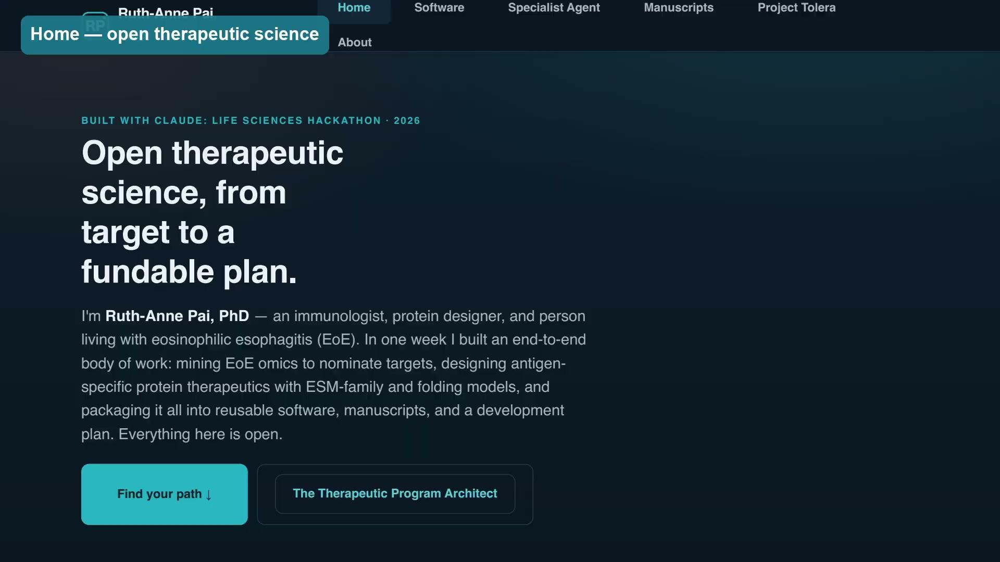 Ruth-Anne Pai,
RP
Home — open therapeutic science
Home
Software
Specialist Agent
Manuscripts
Project Tolera
About
BUILT WITH CLAUDE: LIFE SCIENCES HACKATHON · 2026
Open therapeutic
science, from
target to a
fundable plan.
I'm Ruth-Anne Pai, PhD — an immunologist, protein designer, and person
living with eosinophilic esophagitis (EoE). In one week I built an end-to-end
body of work: mining EoE omics to nominate targets, designing antigen-
specific protein therapeutics with ESM-family and folding models, and
packaging it all into reusable software, manuscripts, and a development
plan. Everything here is open.
Find your path ↓
The Therapeutic Program Architect